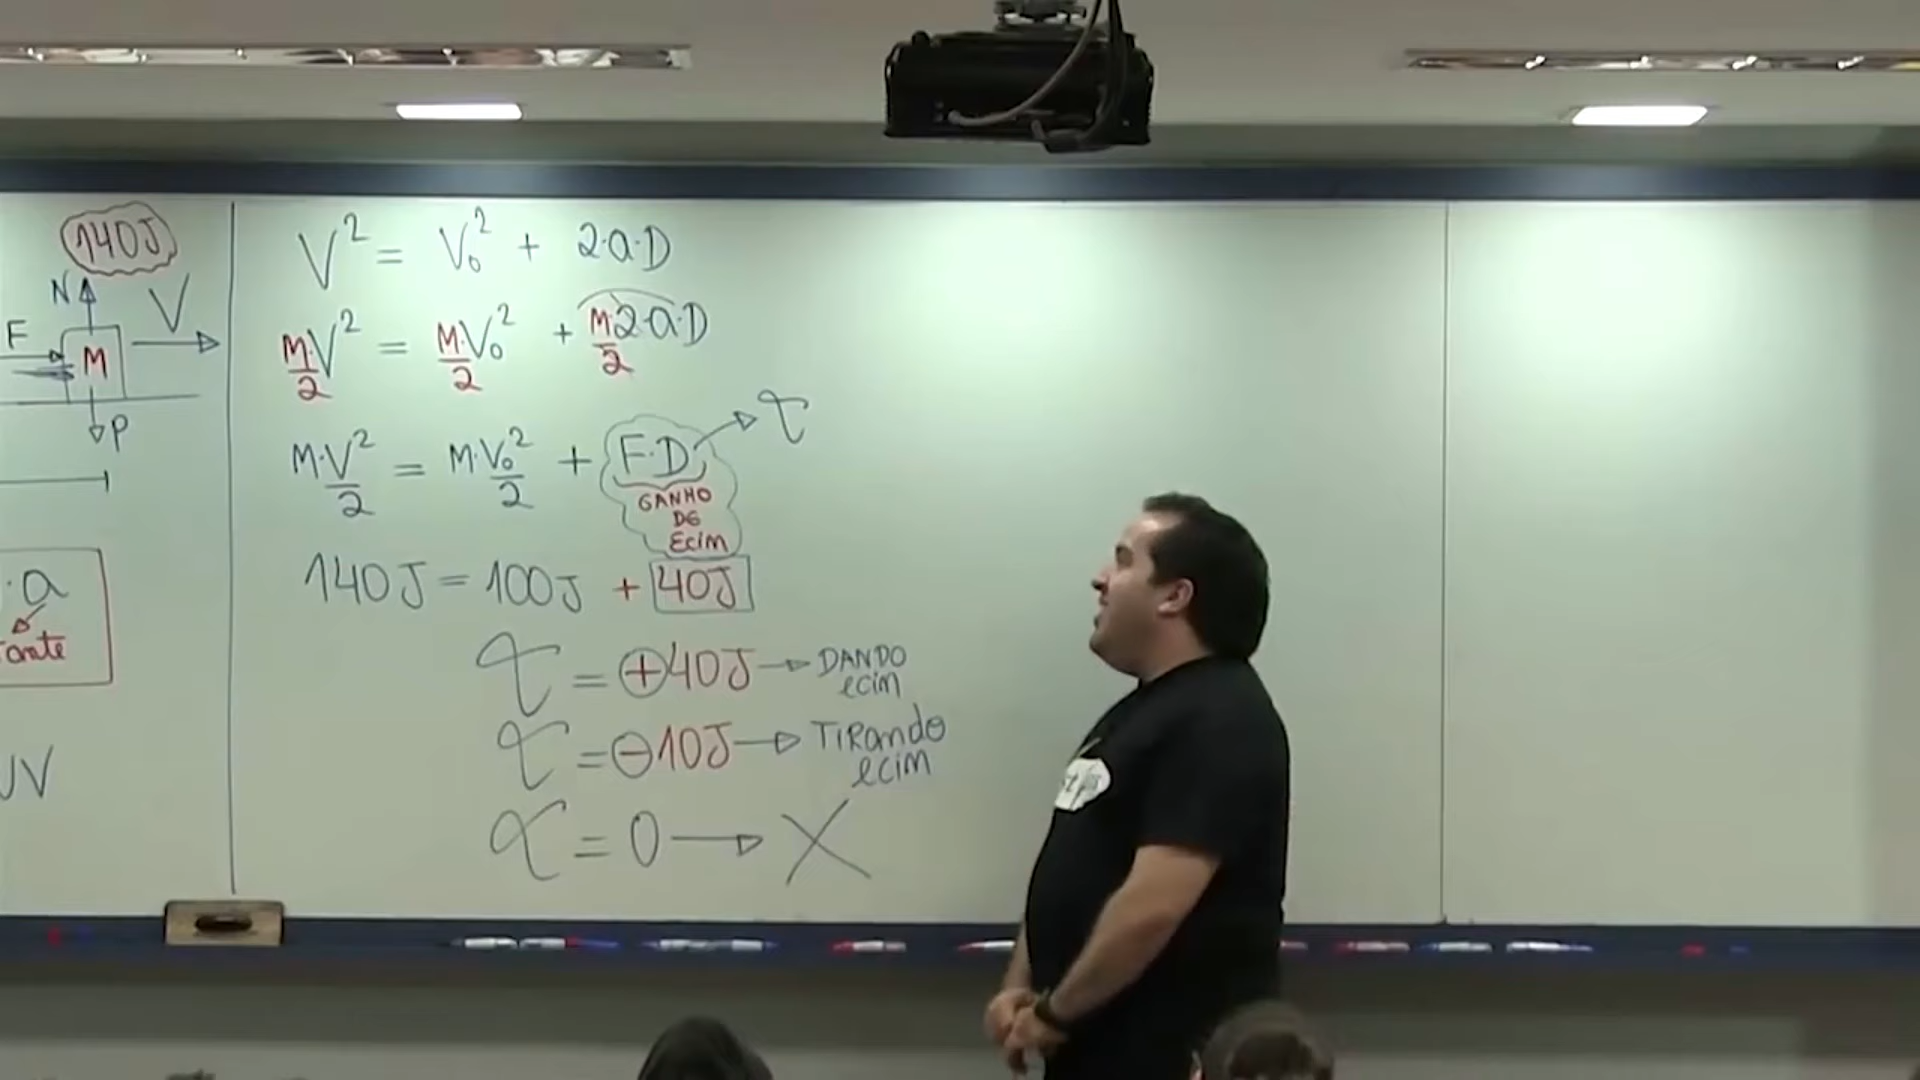 140J
N
V
F
M
P
· a
UV
V² = V₀² + 2·a·D
M/2·V² = M/2·V₀² + M/2·2·a·D
M·V²/2 = M·V₀²/2 + F·D → τ
GANHO
DE
Ecim
140J = 100J + 40J
τ = +40J → DANDO
ecim
τ = −10J → TIRANDO
ecim
τ = 0 → X